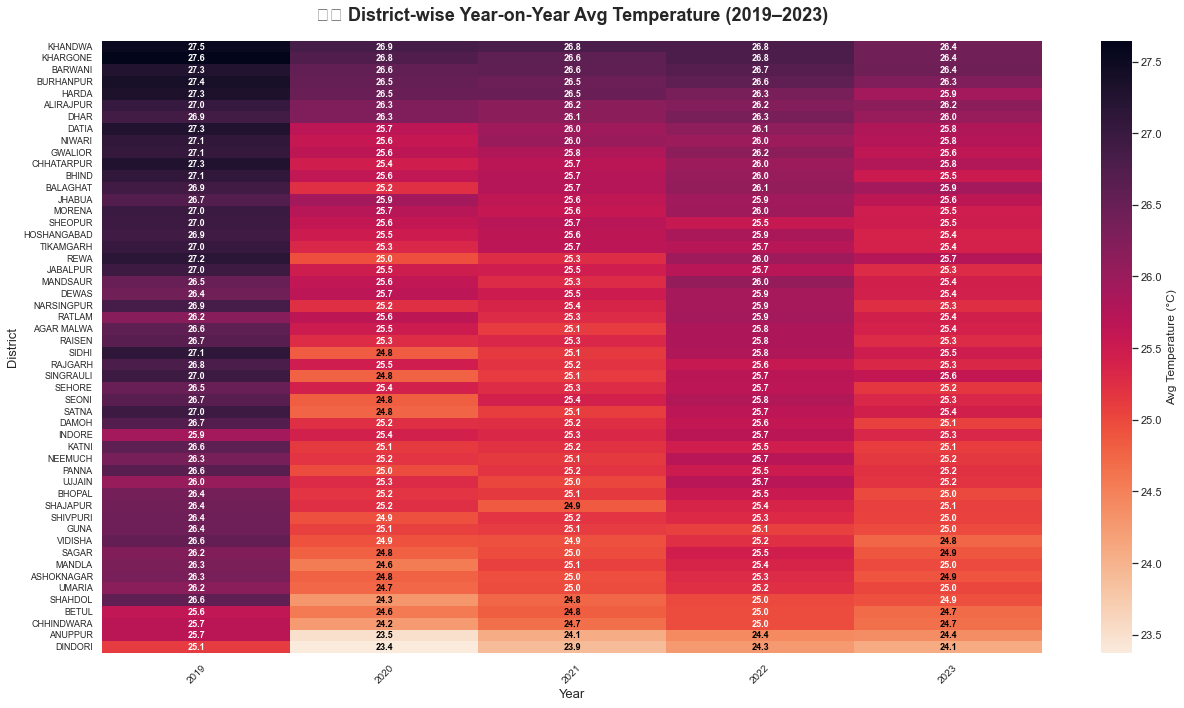 District-wise Year-on-Year Avg Temperature (2019–2023)
KHANDWA 27.5 26.9 26.8 26.8 26.4
KHARGONE 27.6 26.8 26.6 26.8 26.4
BARWANI 27.3 26.6 26.6 26.7 26.4
BURHANPUR 27.4 26.5 26.5 26.6 26.3
HARDA 27.3 26.5 26.5 26.3 25.9
ALIRAJPUR 27.0 26.3 26.2 26.2 26.2
DHAR 26.9 26.3 26.1 26.3 26.0
DATIA 27.3 25.7 26.0 26.1 25.8
NIWARI 27.1 25.6 26.0 26.0 25.8
GWALIOR 27.1 25.6 25.8 26.2 25.6
CHHATARPUR 27.3 25.4 25.7 26.0 25.8
BHIND 27.1 25.6 25.7 26.0 25.5
BALAGHAT 26.9 25.2 25.7 26.1 25.9
JHABUA 26.7 25.9 25.6 25.9 25.6
MORENA 27.0 25.7 25.6 26.0 25.5
SHEOPUR 27.0 25.6 25.7 25.5 25.5
HOSHANGABAD 26.9 25.5 25.6 25.9 25.4
TIKAMGARH 27.0 25.3 25.7 25.7 25.4
REWA 27.2 25.0 25.3 26.0 25.7
JABALPUR 27.0 25.5 25.5 25.7 25.3
MANDSAUR 26.5 25.6 25.3 26.0 25.4
DEWAS 26.4 25.7 25.5 25.9 25.4
NARSINGPUR 26.9 25.2 25.4 25.9 25.3
RATLAM 26.2 25.6 25.3 25.9 25.4
AGAR MALWA 26.6 25.5 25.1 25.8 25.4
RAISEN 26.7 25.3 25.3 25.8 25.3
SIDHI 27.1 24.8 25.1 25.8 25.5
RAJGARH 26.8 25.5 25.2 25.6 25.3
SINGRAULI 27.0 24.8 25.1 25.7 25.6
SEHORE 26.5 25.4 25.3 25.7 25.2
SEONI 26.7 24.8 25.4 25.8 25.3
SATNA 27.0 24.8 25.1 25.7 25.4
DAMOH 26.7 25.2 25.2 25.6 25.1
INDORE 25.9 25.4 25.3 25.7 25.3
KATNI 26.6 25.1 25.2 25.5 25.1
NEEMUCH 26.3 25.2 25.1 25.7 25.2
PANNA 26.6 25.0 25.2 25.5 25.2
UJJAIN 26.0 25.3 25.0 25.7 25.2
BHOPAL 26.4 25.2 25.1 25.5 25.0
SHAJAPUR 26.4 25.2 24.9 25.4 25.1
SHIVPURI 26.4 24.9 25.2 25.3 25.0
GUNA 26.4 25.1 25.1 25.1 25.0
VIDISHA 26.6 24.9 24.9 25.2 24.8
SAGAR 26.2 24.8 25.0 25.5 24.9
MANDLA 26.3 24.6 25.1 25.4 25.0
ASHOKNAGAR 26.3 24.8 25.0 25.3 24.9
UMARIA 26.2 24.7 25.0 25.2 25.0
SHAHDOL 26.6 24.3 24.8 25.0 24.9
BETUL 25.6 24.6 24.8 25.0 24.7
CHHINDWARA 25.7 24.2 24.7 25.0 24.7
ANUPPUR 25.7 23.5 24.1 24.4 24.4
DINDORI 25.1 23.4 23.9 24.3 24.1
2019 2020 2021 2022 2023
Year
District
27.5
27.0
26.5
26.0
25.5
25.0
24.5
24.0
23.5
Avg Temperature (°C)